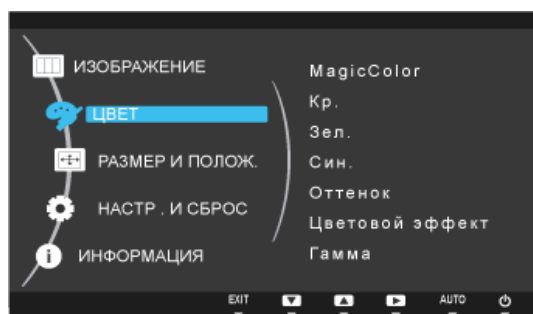 ИЗОБРАЖЕНИЕ
ЦВЕТ
РАЗМЕР И ПОЛОЖ.
НАСТР . И СБРОС
ИНФОРМАЦИЯ
MagicColor
Кр.
Зел.
Син.
Оттенок
Цветовой эффект
Гамма
EXIT AUTO